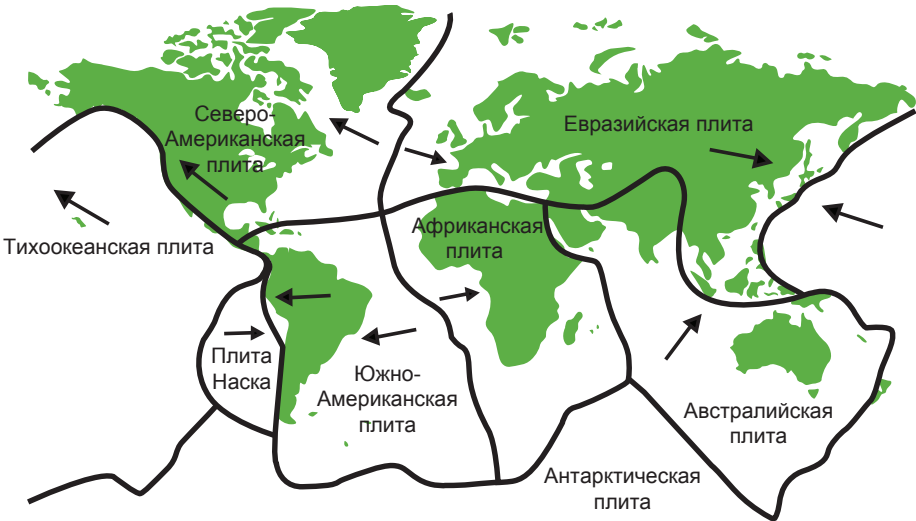 Северо-
Американская
плита
Евразийская плита
Тихоокеанская плита
Африканская
плита
Плита
Наска
Южно-
Американская
плита
Австралийская
плита
Антарктическая
плита